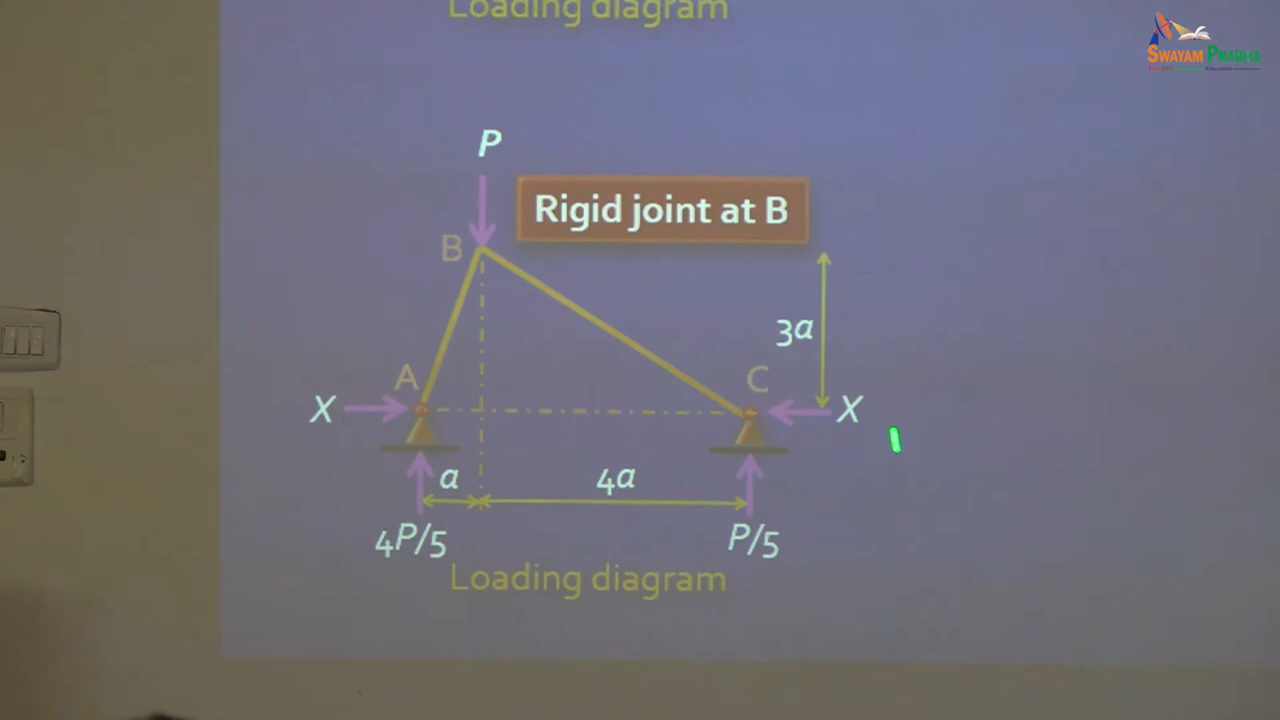 Loading diagram
SWAYAM PRABHA
P
Rigid joint at B
B
3a
A
C
X
X
a
4a
4P/5
P/5
Loading diagram